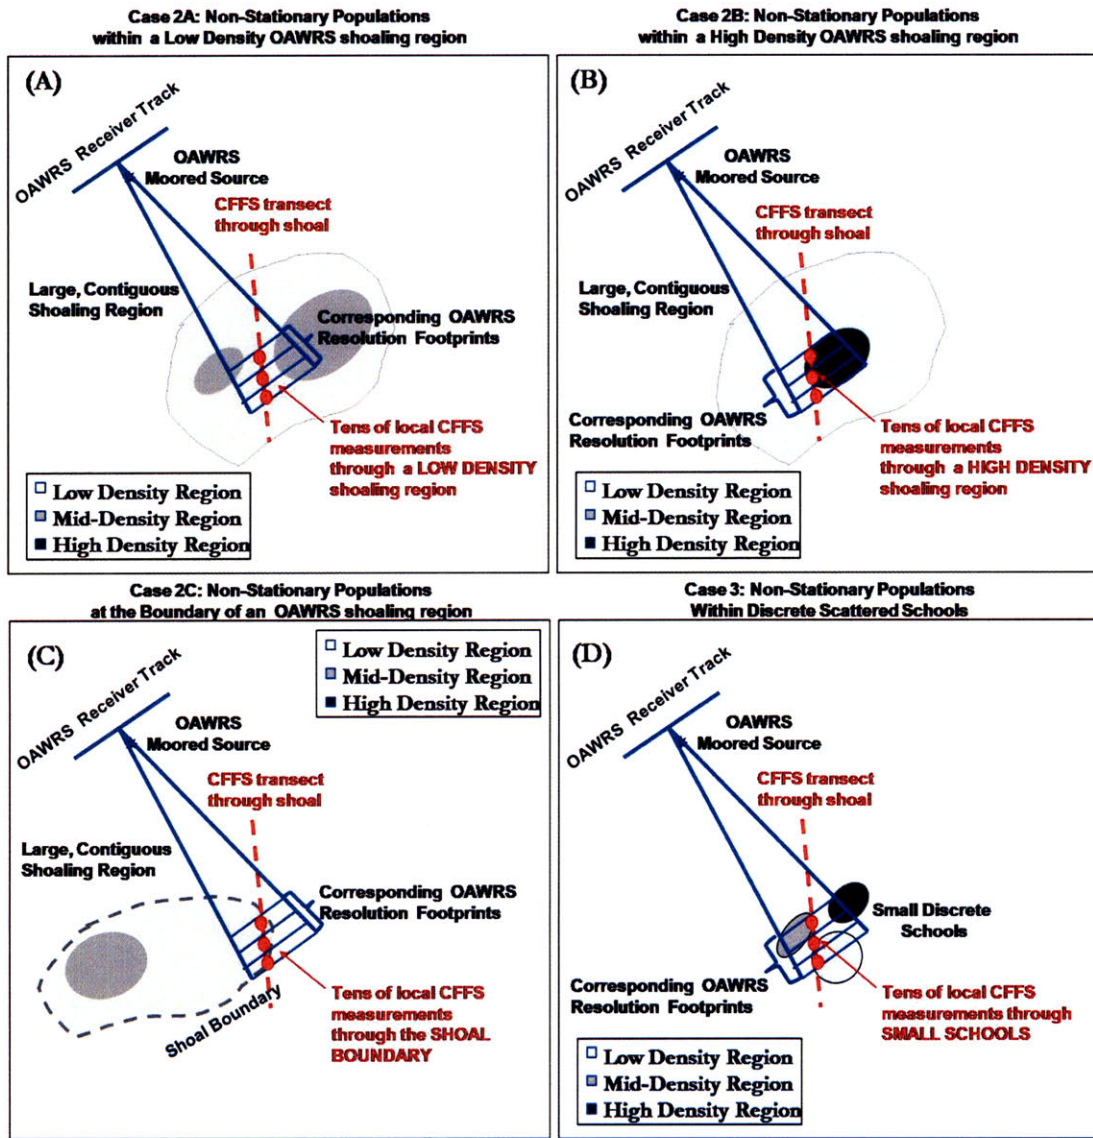 Case 2A: Non-Stationary Populations
within a Low Density OAWRS shoaling region
(A)
OAWRS Receiver Track
OAWRS
Moored Source
CFFS transect
through shoal
Large, Contiguous
Shoaling Region
Corresponding OAWRS
Resolution Footprints
Tens of local CFFS
measurements
through a LOW DENSITY
shoaling region
Low Density Region
Mid-Density Region
High Density Region
Case 2B: Non-Stationary Populations
within a High Density OAWRS shoaling region
(B)
OAWRS Receiver Track
OAWRS
Moored Source
CFFS transect
through shoal
Large, Contiguous
Shoaling Region
Corresponding OAWRS
Resolution Footprints
Tens of local CFFS
measurements
through a HIGH DENSITY
shoaling region
Low Density Region
Mid-Density Region
High Density Region
Case 2C: Non-Stationary Populations
at the Boundary of an OAWRS shoaling region
(C)
Low Density Region
Mid-Density Region
High Density Region
OAWRS Receiver Track
OAWRS
Moored Source
CFFS transect
through shoal
Large, Contiguous
Shoaling Region
Corresponding OAWRS
Resolution Footprints
Shoal Boundary
Tens of local CFFS
measurements
through the SHOAL
BOUNDARY
Case 3: Non-Stationary Populations
Within Discrete Scattered Schools
(D)
OAWRS Receiver Track
OAWRS
Moored Source
CFFS transect
through shoal
Small Discrete
Schools
Corresponding OAWRS
Resolution Footprints
Tens of local CFFS
measurements through
SMALL SCHOOLS
Low Density Region
Mid-Density Region
High Density Region